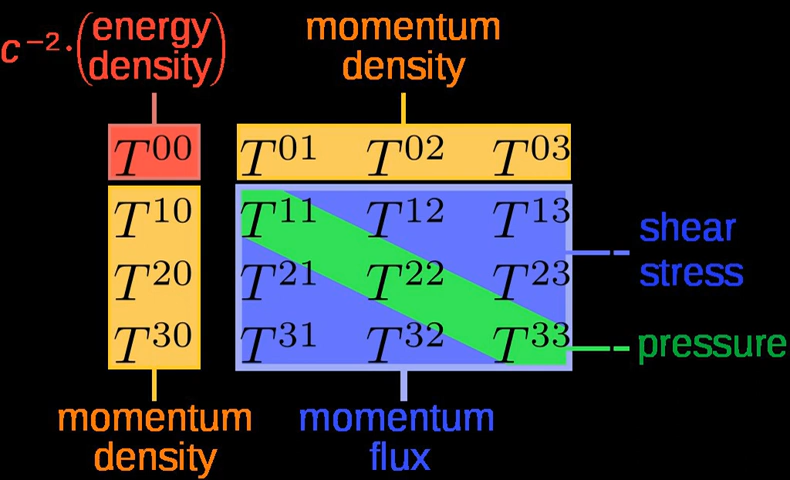 c⁻²·(energy density)
momentum
density
T⁰⁰ T⁰¹ T⁰² T⁰³
T¹⁰ T¹¹ T¹² T¹³
T²⁰ T²¹ T²² T²³
T³⁰ T³¹ T³² T³³
shear
stress
pressure
momentum
density
momentum
flux